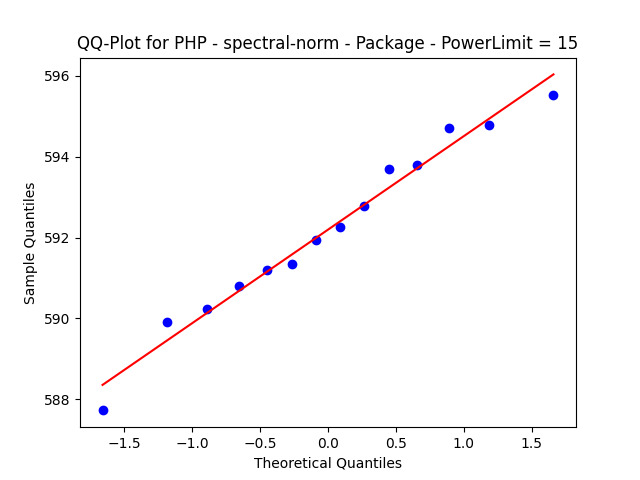 QQ-Plot for PHP - spectral-norm - Package - PowerLimit = 15
596
594
592
590
588
Sample Quantiles
−1.5 −1.0 −0.5 0.0 0.5 1.0 1.5
Theoretical Quantiles